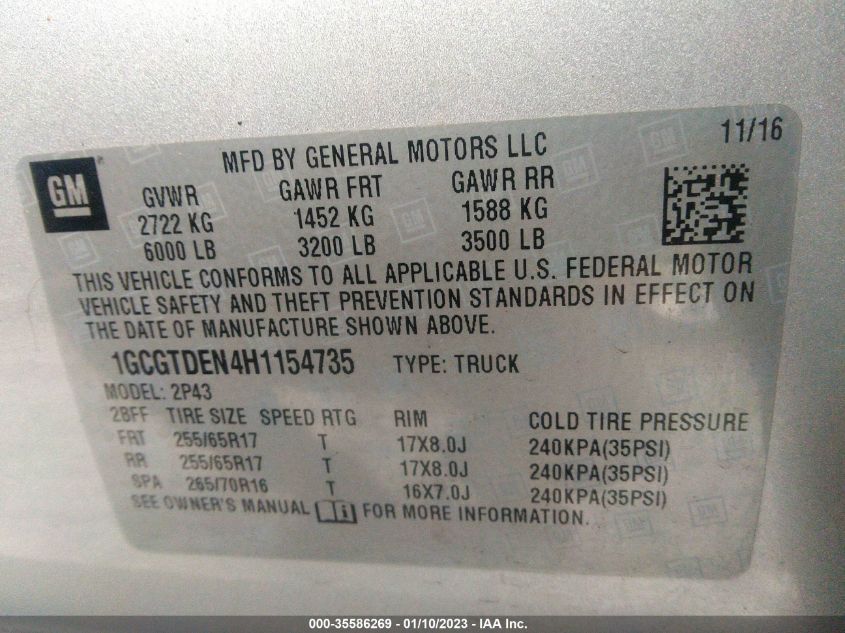 11/16
MFD BY GENERAL MOTORS LLC
GM
GVWR GAWR FRT GAWR RR
2722 KG 1452 KG 1588 KG
6000 LB 3200 LB 3500 LB
THIS VEHICLE CONFORMS TO ALL APPLICABLE U.S. FEDERAL MOTOR
VEHICLE SAFETY AND THEFT PREVENTION STANDARDS IN EFFECT ON
THE DATE OF MANUFACTURE SHOWN ABOVE.
1GCGTDEN4H1154735 TYPE: TRUCK
MODEL: 2P43
2BFF TIRE SIZE SPEED RTG RIM COLD TIRE PRESSURE
FRT 255/65R17 T 17X8.0J 240KPA(35PSI)
RR 255/65R17 T 17X8.0J 240KPA(35PSI)
SPA 265/70R16 T 16X7.0J 240KPA(35PSI)
SEE OWNER'S MANUAL i FOR MORE INFORMATION.
000-35586269 - 01/10/2023 - IAA Inc.